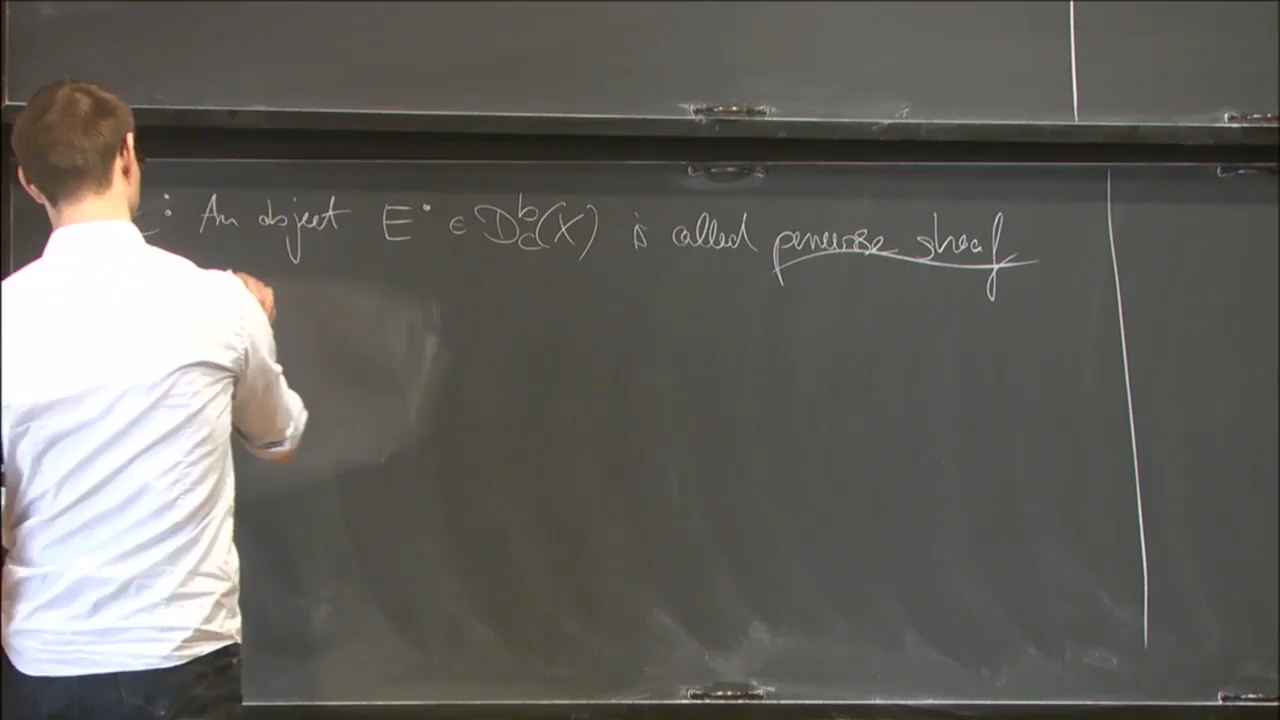 : An object E• ∈ D^b_c(X) is called perverse sheaf